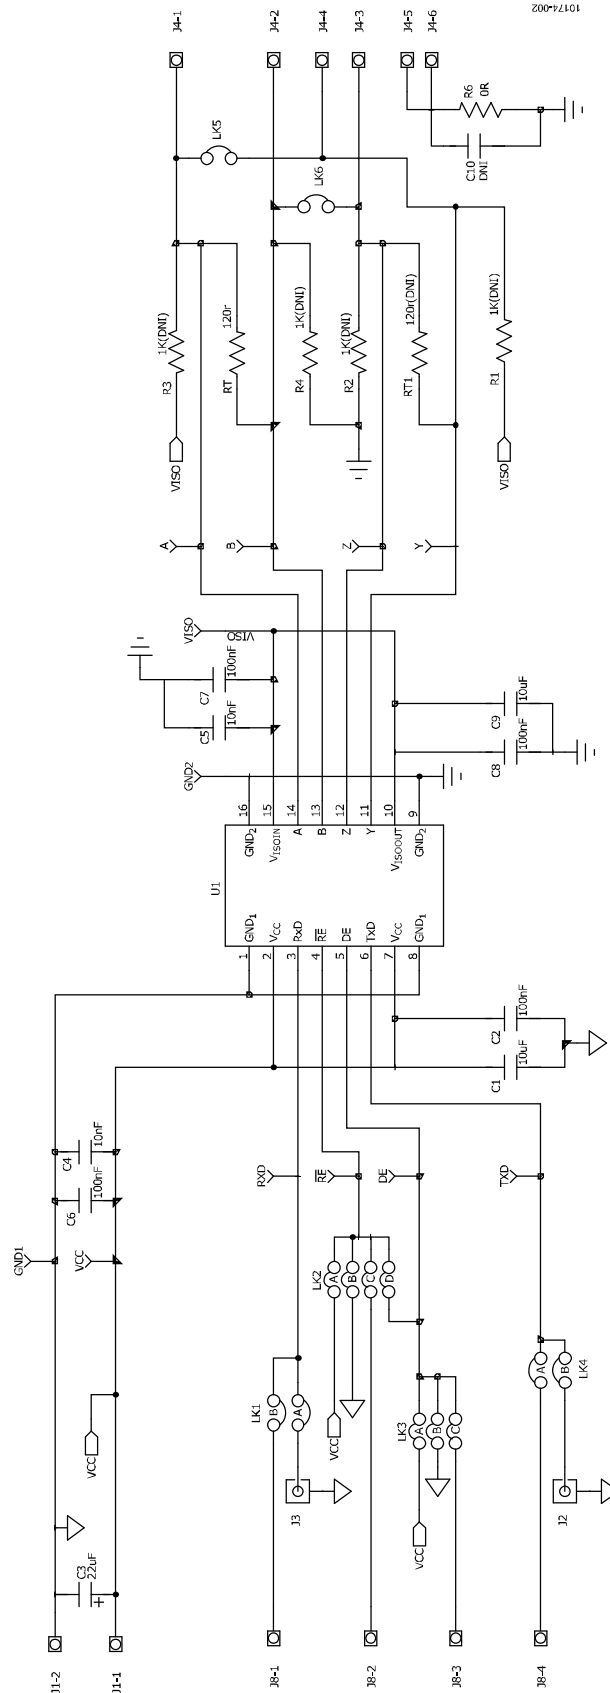 10174-002
J4-1
J4-2
J4-4
J4-3
J4-5
J4-6
R6
0R
C10
DNI
LK5
LK6
R3
1K(DNI)
RT
120r
R4
1K(DNI)
R2
1K(DNI)
RT1
120r(DNI)
R1
1K(DNI)
VISO
VISO
A
B
Z
Y
VISO
VISO
C7
100nF
C5
10nF
C9
10uF
C8
100nF
GND2
16
15
14
13
12
11
10
9
GND2
VISOIN
A
B
Z
Y
VISOOUT
GND2
U1
GND1
VCC
RxD
RE
DE
TxD
VCC
GND1
1
2
3
4
5
6
7
8
C2
100nF
C1
10uF
C4
10nF
C6
100nF
GND1
VCC
RXD
RE
DE
TXD
LK2
A
B
C
D
LK1
B
A
LK3
A
B
C
LK4
A
B
VCC
VCC
VCC
J3
J2
C3
22uF
+
J1-2
J1-1
J8-1
J8-2
J8-3
J8-4